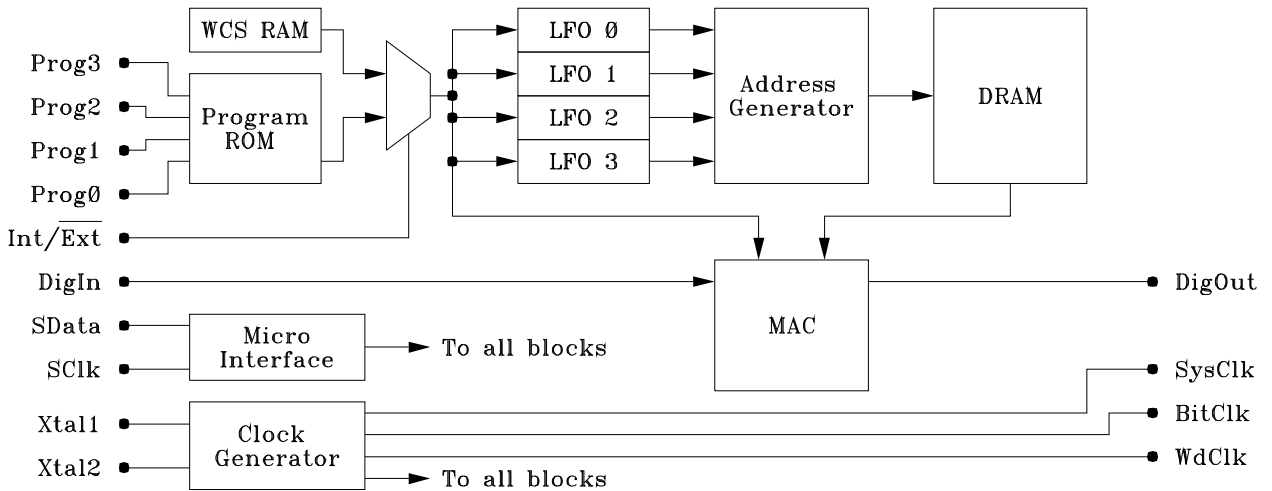 WCS RAM
LFO 0
Prog3
LFO 1
Prog2
Program
ROM
LFO 2
Address
Generator
DRAM
Prog1
LFO 3
Prog0
Int/Ext
DigIn
DigOut
MAC
SData
Micro
Interface
To all blocks
SClk
SysClk
Xtal1
Clock
Generator
BitClk
Xtal2
WdClk
To all blocks